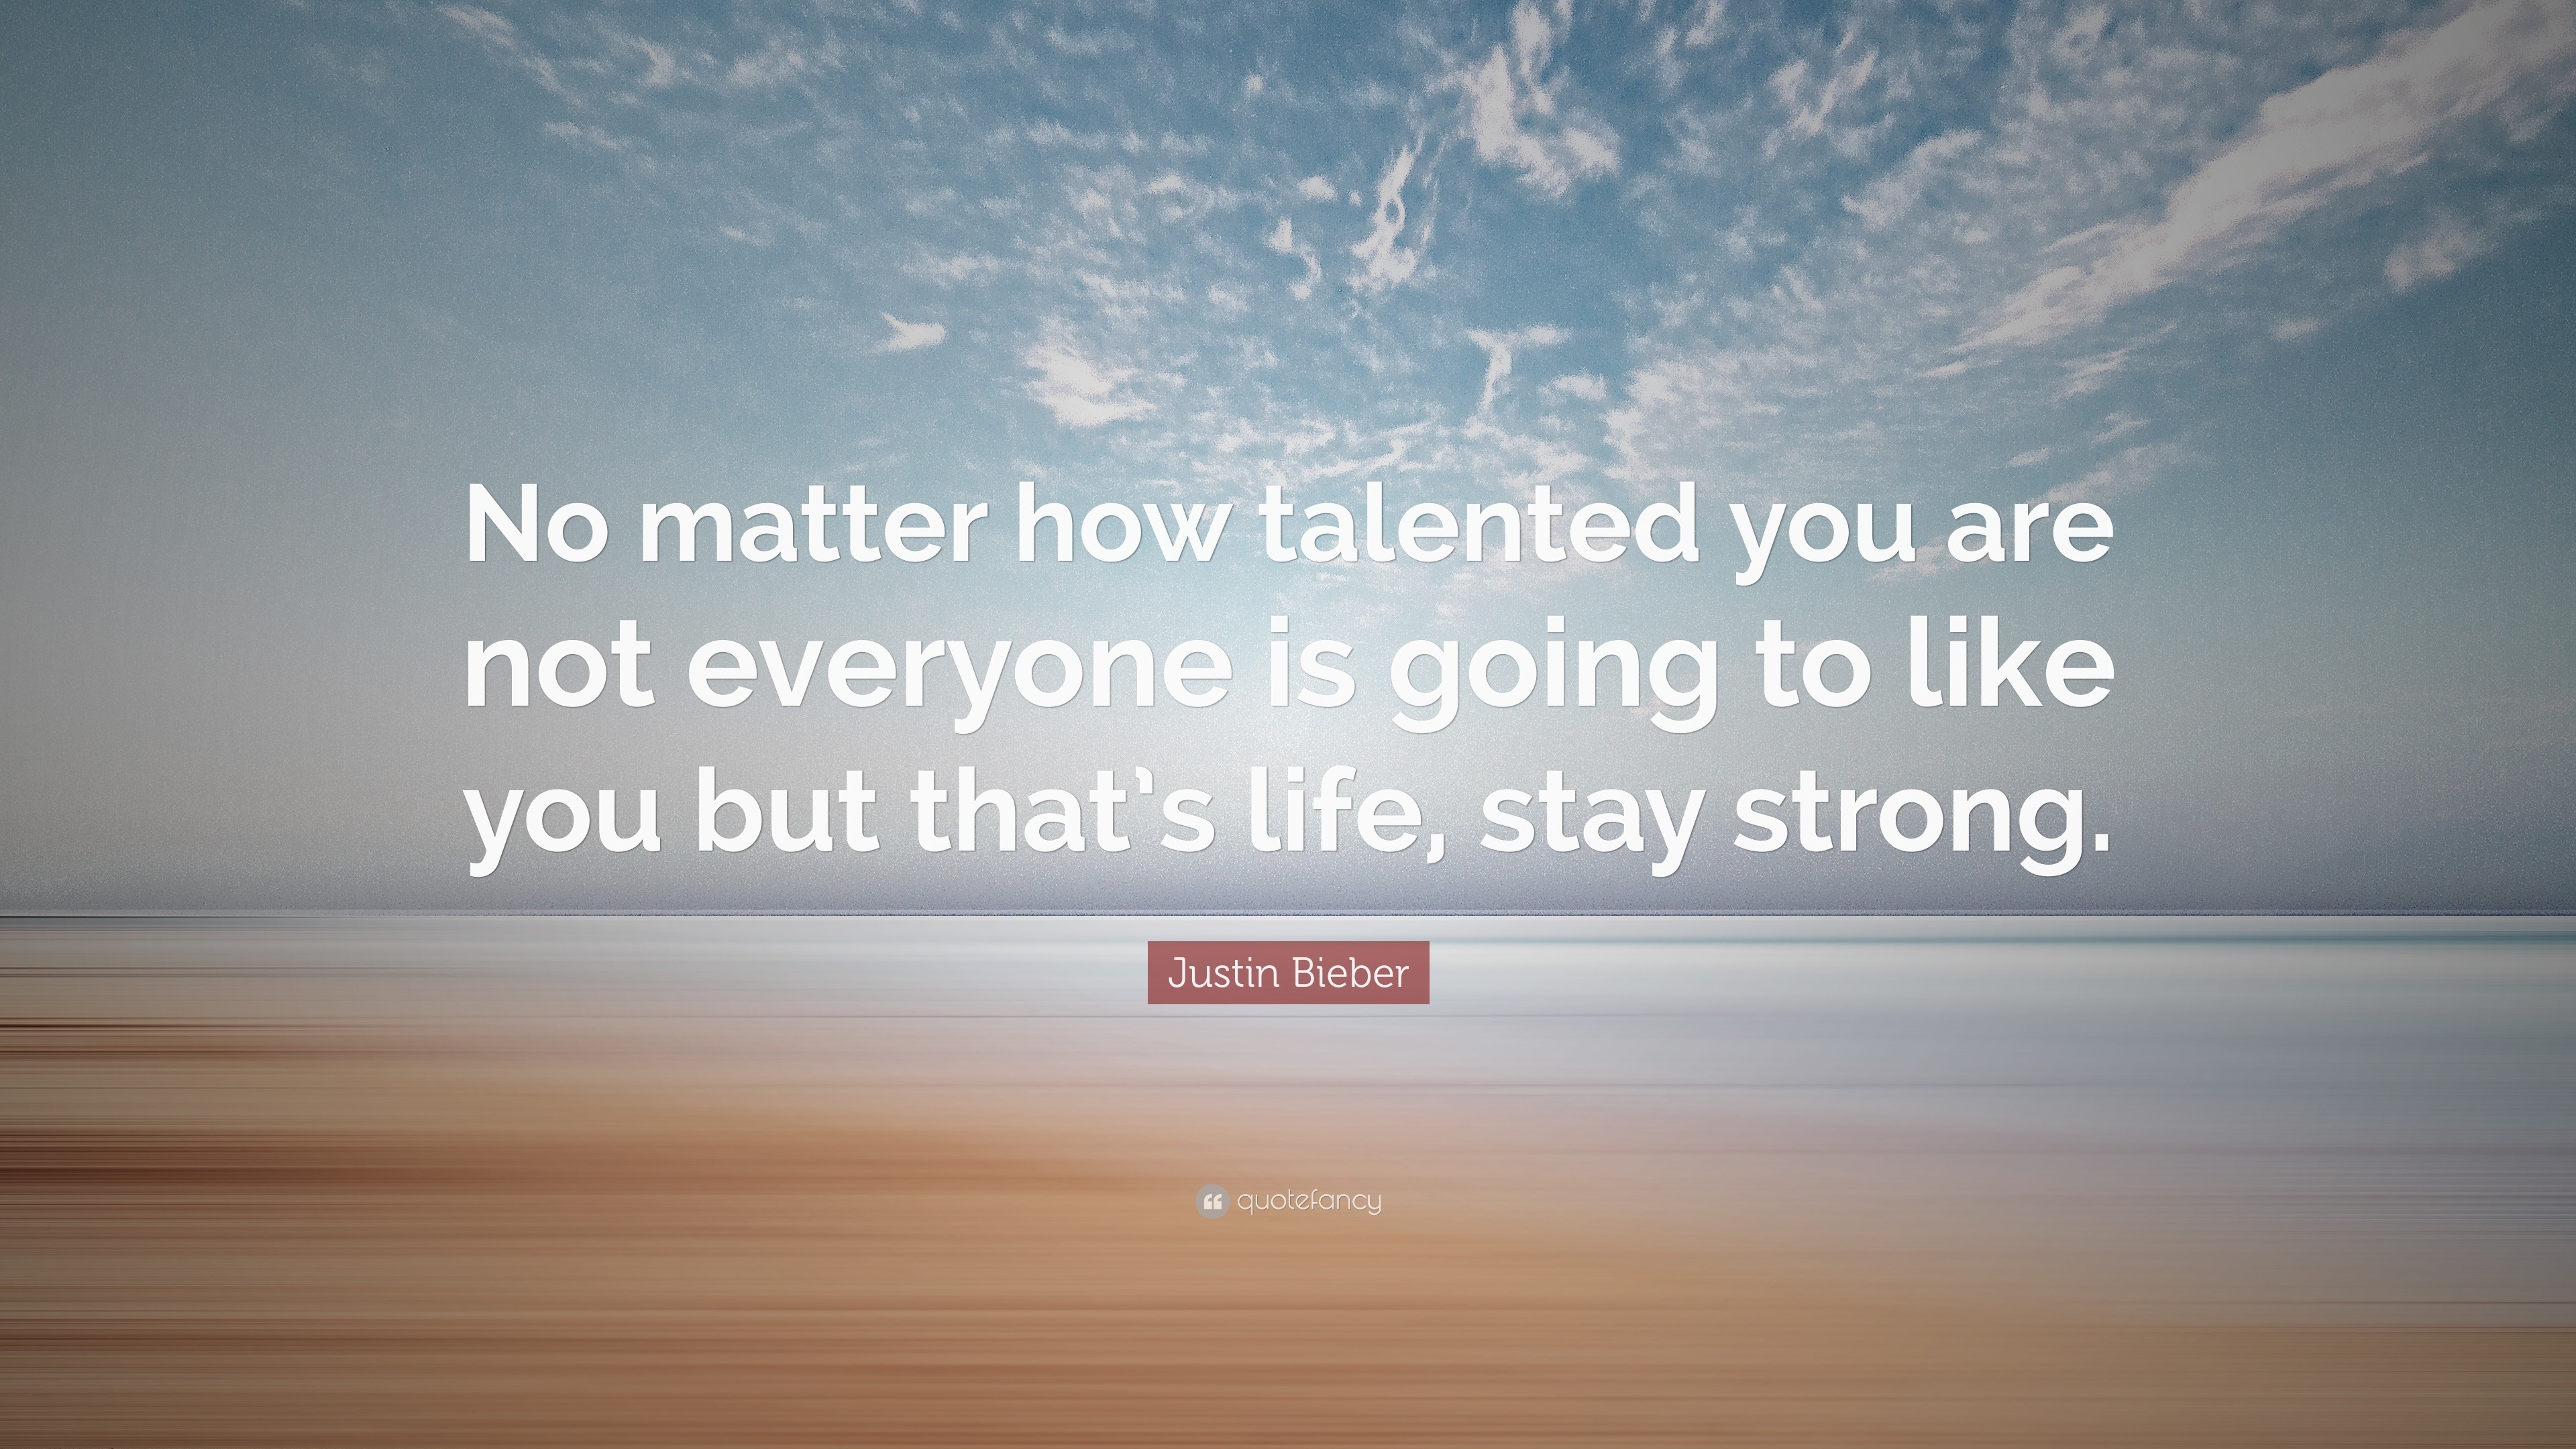 No matter how talented you are
not everyone is going to like
you but that’s life, stay strong.
Justin Bieber
quotefancy